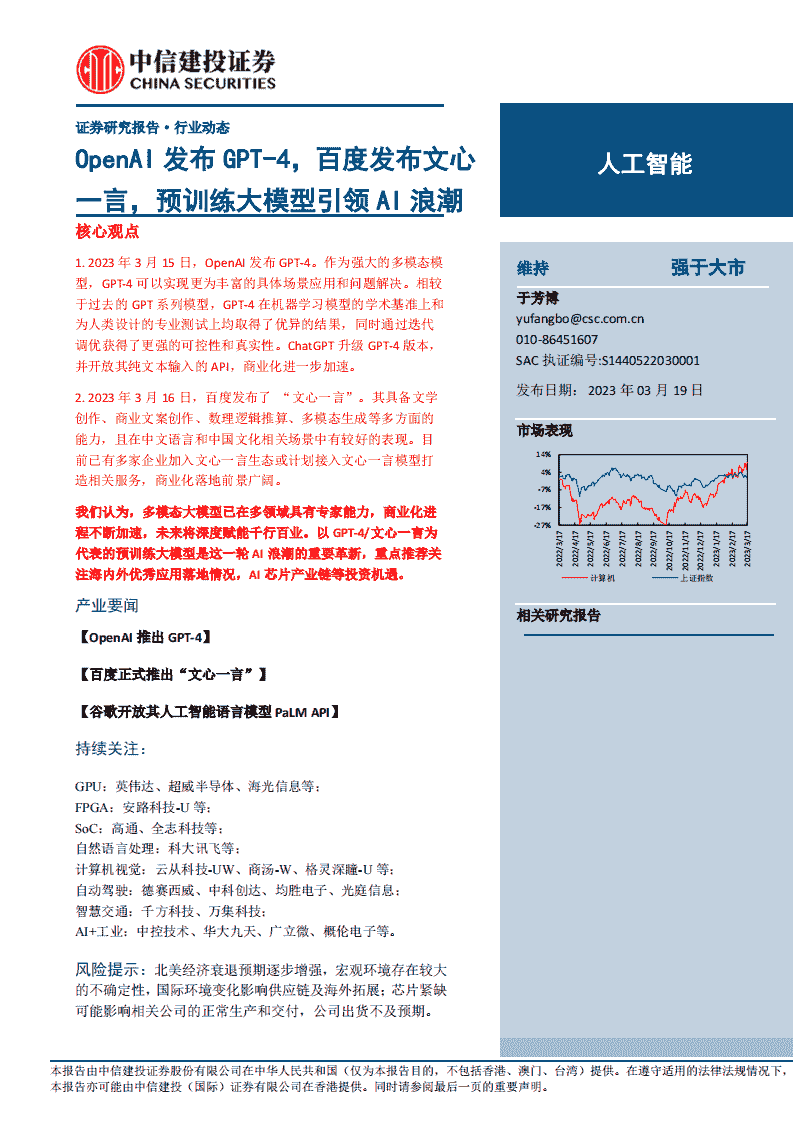 中信建投证券
CHINA SECURITIES
证券研究报告·行业动态
OpenAI 发布 GPT-4，百度发布文心
一言，预训练大模型引领 AI 浪潮
核心观点
1. 2023 年 3 月 15 日，OpenAI 发布 GPT-4。作为强大的多模态模
型，GPT-4 可以实现更为丰富的具体场景应用和问题解决。相较
于过去的 GPT 系列模型，GPT-4 在机器学习模型的学术基准上和
为人类设计的专业测试上均取得了优异的结果，同时通过迭代
调优获得了更强的可控性和真实性。ChatGPT 升级 GPT-4 版本，
并开放其纯文本输入的 API，商业化进一步加速。
2. 2023 年 3 月 16 日，百度发布了 “文心一言”。其具备文学
创作、商业文案创作、数理逻辑推算、多模态生成等多方面的
能力，且在中文语言和中国文化相关场景中有较好的表现。目
前已有多家企业加入文心一言生态或计划接入文心一言模型打
造相关服务，商业化落地前景广阔。
我们认为，多模态大模型已在多领域具有专家能力，商业化进
程不断加速，未来将深度赋能千行百业。以 GPT-4/文心一言为
代表的预训练大模型是这一轮 AI 浪潮的重要革新，重点推荐关
注海内外优秀应用落地情况，AI 芯片产业链等投资机遇。
产业要闻
【OpenAI 推出 GPT-4】
【百度正式推出“文心一言”】
【谷歌开放其人工智能语言模型 PaLM API】
持续关注：
GPU：英伟达、超威半导体、海光信息等；
FPGA：安路科技-U 等；
SoC：高通、全志科技等；
自然语言处理：科大讯飞等；
计算机视觉：云从科技-UW、商汤-W、格灵深瞳-U 等；
自动驾驶：德赛西威、中科创达、均胜电子、光庭信息；
智慧交通：千方科技、万集科技；
AI+工业：中控技术、华大九天、广立微、概伦电子等。
风险提示：北美经济衰退预期逐步增强，宏观环境存在较大
的不确定性，国际环境变化影响供应链及海外拓展；芯片紧缺
可能影响相关公司的正常生产和交付，公司出货不及预期。
人工智能
维持 强于大市
于芳博
yufangbo@csc.com.cn
010-86451607
SAC 执证编号:S1440522030001
发布日期： 2023 年 03 月 19 日
市场表现
14%
4%
-7%
-17%
-27%
2022/3/17
2022/4/17
2022/5/17
2022/6/17
2022/7/17
2022/8/17
2022/9/17
2022/10/17
2022/11/17
2022/12/17
2023/1/17
2023/2/17
2023/3/17
计算机 上证指数
相关研究报告
本报告由中信建投证券股份有限公司在中华人民共和国（仅为本报告目的，不包括香港、澳门、台湾）提供。在遵守适用的法律法规情况下，
本报告亦可能由中信建投（国际）证券有限公司在香港提供。同时请参阅最后一页的重要声明。